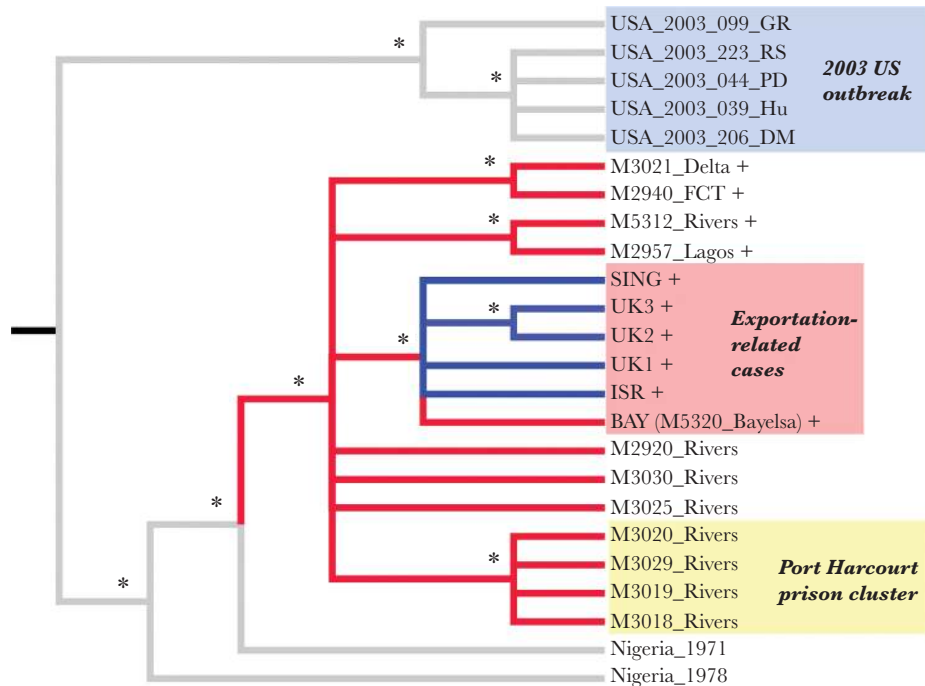 *
USA_2003_099_GR
USA_2003_223_RS
2003 US
outbreak
*
USA_2003_044_PD
USA_2003_039_Hu
USA_2003_206_DM
*
M3021_Delta +
M2940_FCT +
*
M5312_Rivers +
M2957_Lagos +
SING +
*
UK3 +
Exportation-
related
cases
UK2 +
*
UK1 +
ISR +
*
BAY (M5320_Bayelsa) +
M2920_Rivers
M3030_Rivers
M3025_Rivers
*
M3020_Rivers
*
M3029_Rivers
Port Harcourt
prison cluster
*
M3019_Rivers
M3018_Rivers
Nigeria_1971
Nigeria_1978